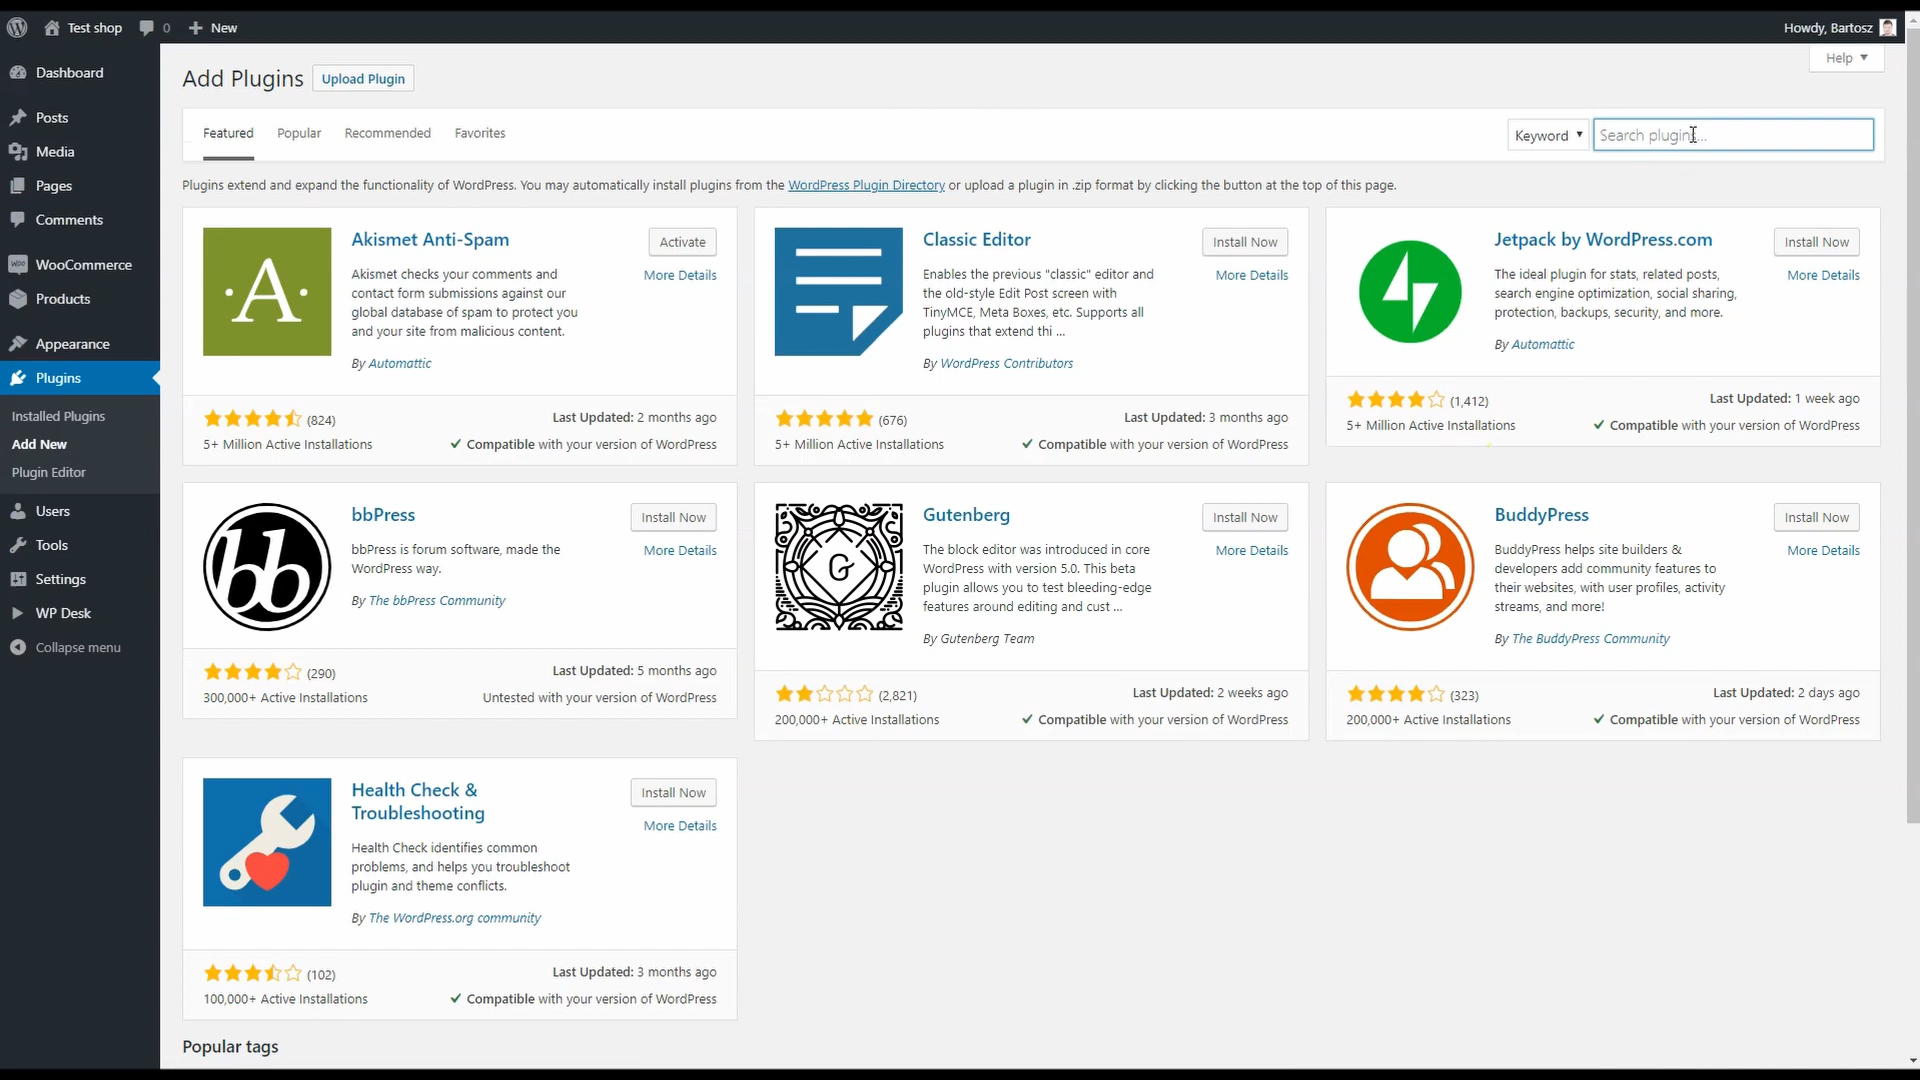 Test shop
0
New
Howdy, Bartosz
Dashboard
Posts
Media
Pages
Comments
WooCommerce
Products
Appearance
Plugins
Installed Plugins
Add New
Plugin Editor
Users
Tools
Settings
WP Desk
Collapse menu
Help
Add Plugins
Upload Plugin
Featured
Popular
Recommended
Favorites
Keyword
Search plugins...
Plugins extend and expand the functionality of WordPress. You may automatically install plugins from the WordPress Plugin Directory or upload a plugin in .zip format by clicking the button at the top of this page.
A
Akismet Anti-Spam
Activate
More Details
Akismet checks your comments and
contact form submissions against our
global database of spam to protect you
and your site from malicious content.
By Automattic
(824)
Last Updated: 2 months ago
5+ Million Active Installations
Compatible with your version of WordPress
Classic Editor
Install Now
More Details
Enables the previous "classic" editor and
the old-style Edit Post screen with
TinyMCE, Meta Boxes, etc. Supports all
plugins that extend thi ...
By WordPress Contributors
(676)
Last Updated: 3 months ago
5+ Million Active Installations
Compatible with your version of WordPress
Jetpack by WordPress.com
Install Now
More Details
The ideal plugin for stats, related posts,
search engine optimization, social sharing,
protection, backups, security, and more.
By Automattic
(1,412)
Last Updated: 1 week ago
5+ Million Active Installations
Compatible with your version of WordPress
bb
bbPress
Install Now
More Details
bbPress is forum software, made the
WordPress way.
By The bbPress Community
(290)
Last Updated: 5 months ago
300,000+ Active Installations
Untested with your version of WordPress
G
Gutenberg
Install Now
More Details
The block editor was introduced in core
WordPress with version 5.0. This beta
plugin allows you to test bleeding-edge
features around editing and cust ...
By Gutenberg Team
(2,821)
Last Updated: 2 weeks ago
200,000+ Active Installations
Compatible with your version of WordPress
BuddyPress
Install Now
More Details
BuddyPress helps site builders &
developers add community features to
their websites, with user profiles, activity
streams, and more!
By The BuddyPress Community
(323)
Last Updated: 2 days ago
200,000+ Active Installations
Compatible with your version of WordPress
Health Check &
Troubleshooting
Install Now
More Details
Health Check identifies common
problems, and helps you troubleshoot
plugin and theme conflicts.
By The WordPress.org community
(102)
Last Updated: 3 months ago
100,000+ Active Installations
Compatible with your version of WordPress
Popular tags